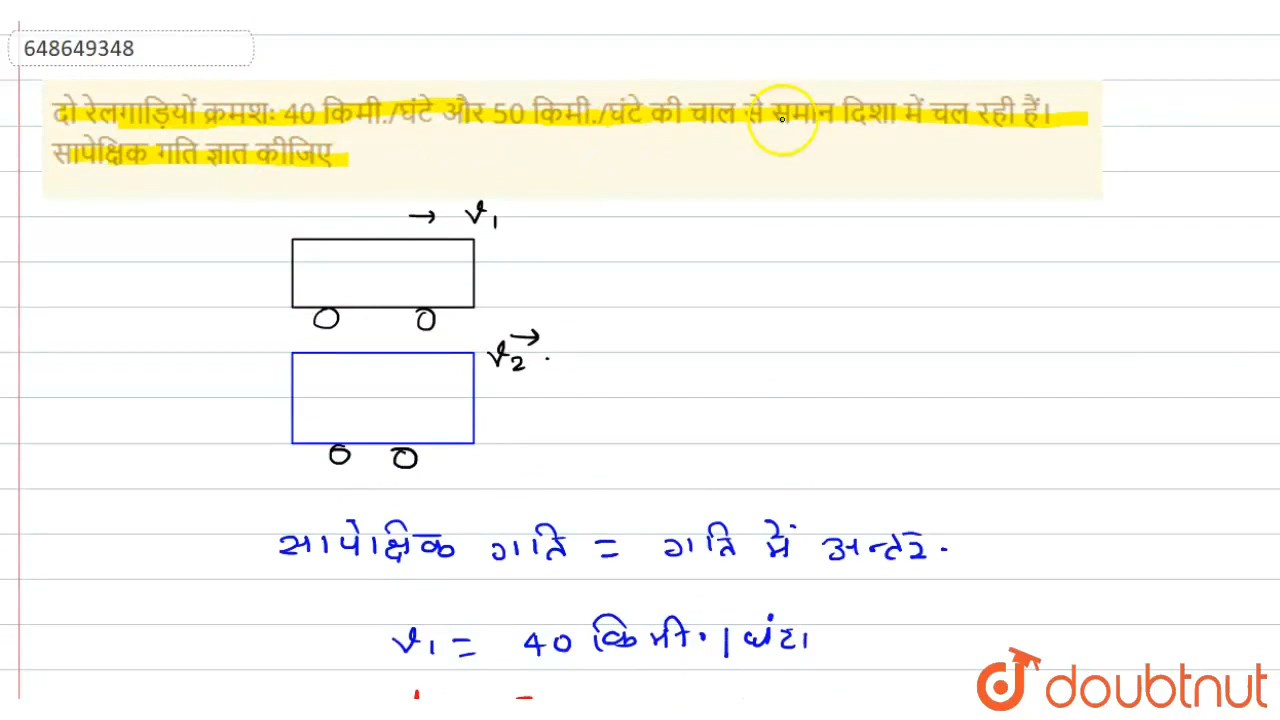 648649348
दो रेलगाड़ियों क्रमशः 40 किमी./घंटे और 50 किमी./घंटे की चाल से समान दिशा में चल रही हैं।
सापेक्षिक गति ज्ञात कीजिए
→ v1
v2 → .
सापेक्षिक गति = गति में अन्तर.
v1 = 40 किमी. / घंटा
doubtnut